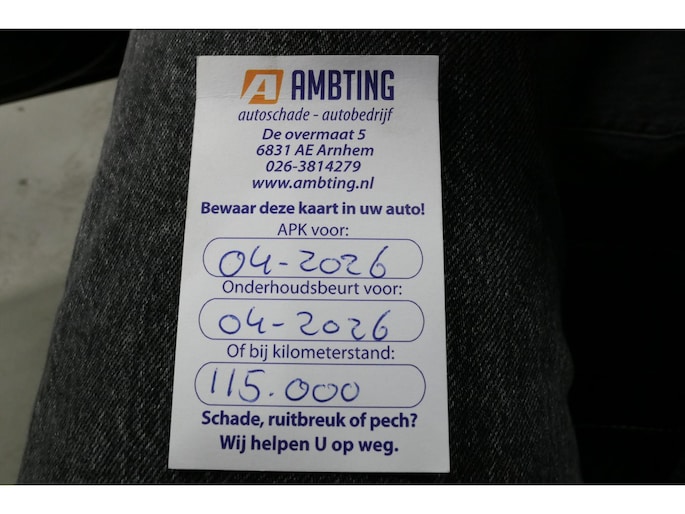 AMBTING
autoschade - autobedrijf
De overmaat 5
6831 AE Arnhem
026-3814279
www.ambting.nl
Bewaar deze kaart in uw auto!
APK voor:
04-2026
Onderhoudsbeurt voor:
04-2026
Of bij kilometerstand:
115.000
Schade, ruitbreuk of pech?
Wij helpen U op weg.